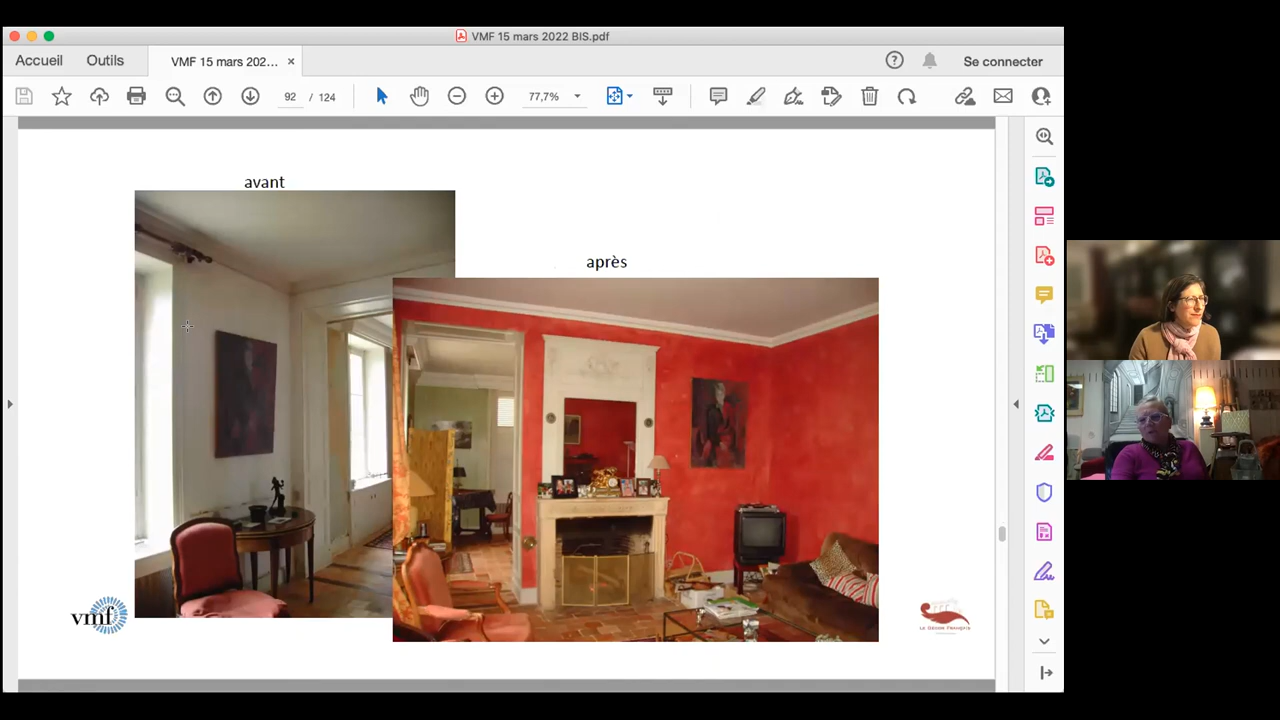 VMF 15 mars 2022 BIS.pdf
Accueil Outils VMF 15 mars 202... × Se connecter
92 / 124 77,7%
avant
après
vmf